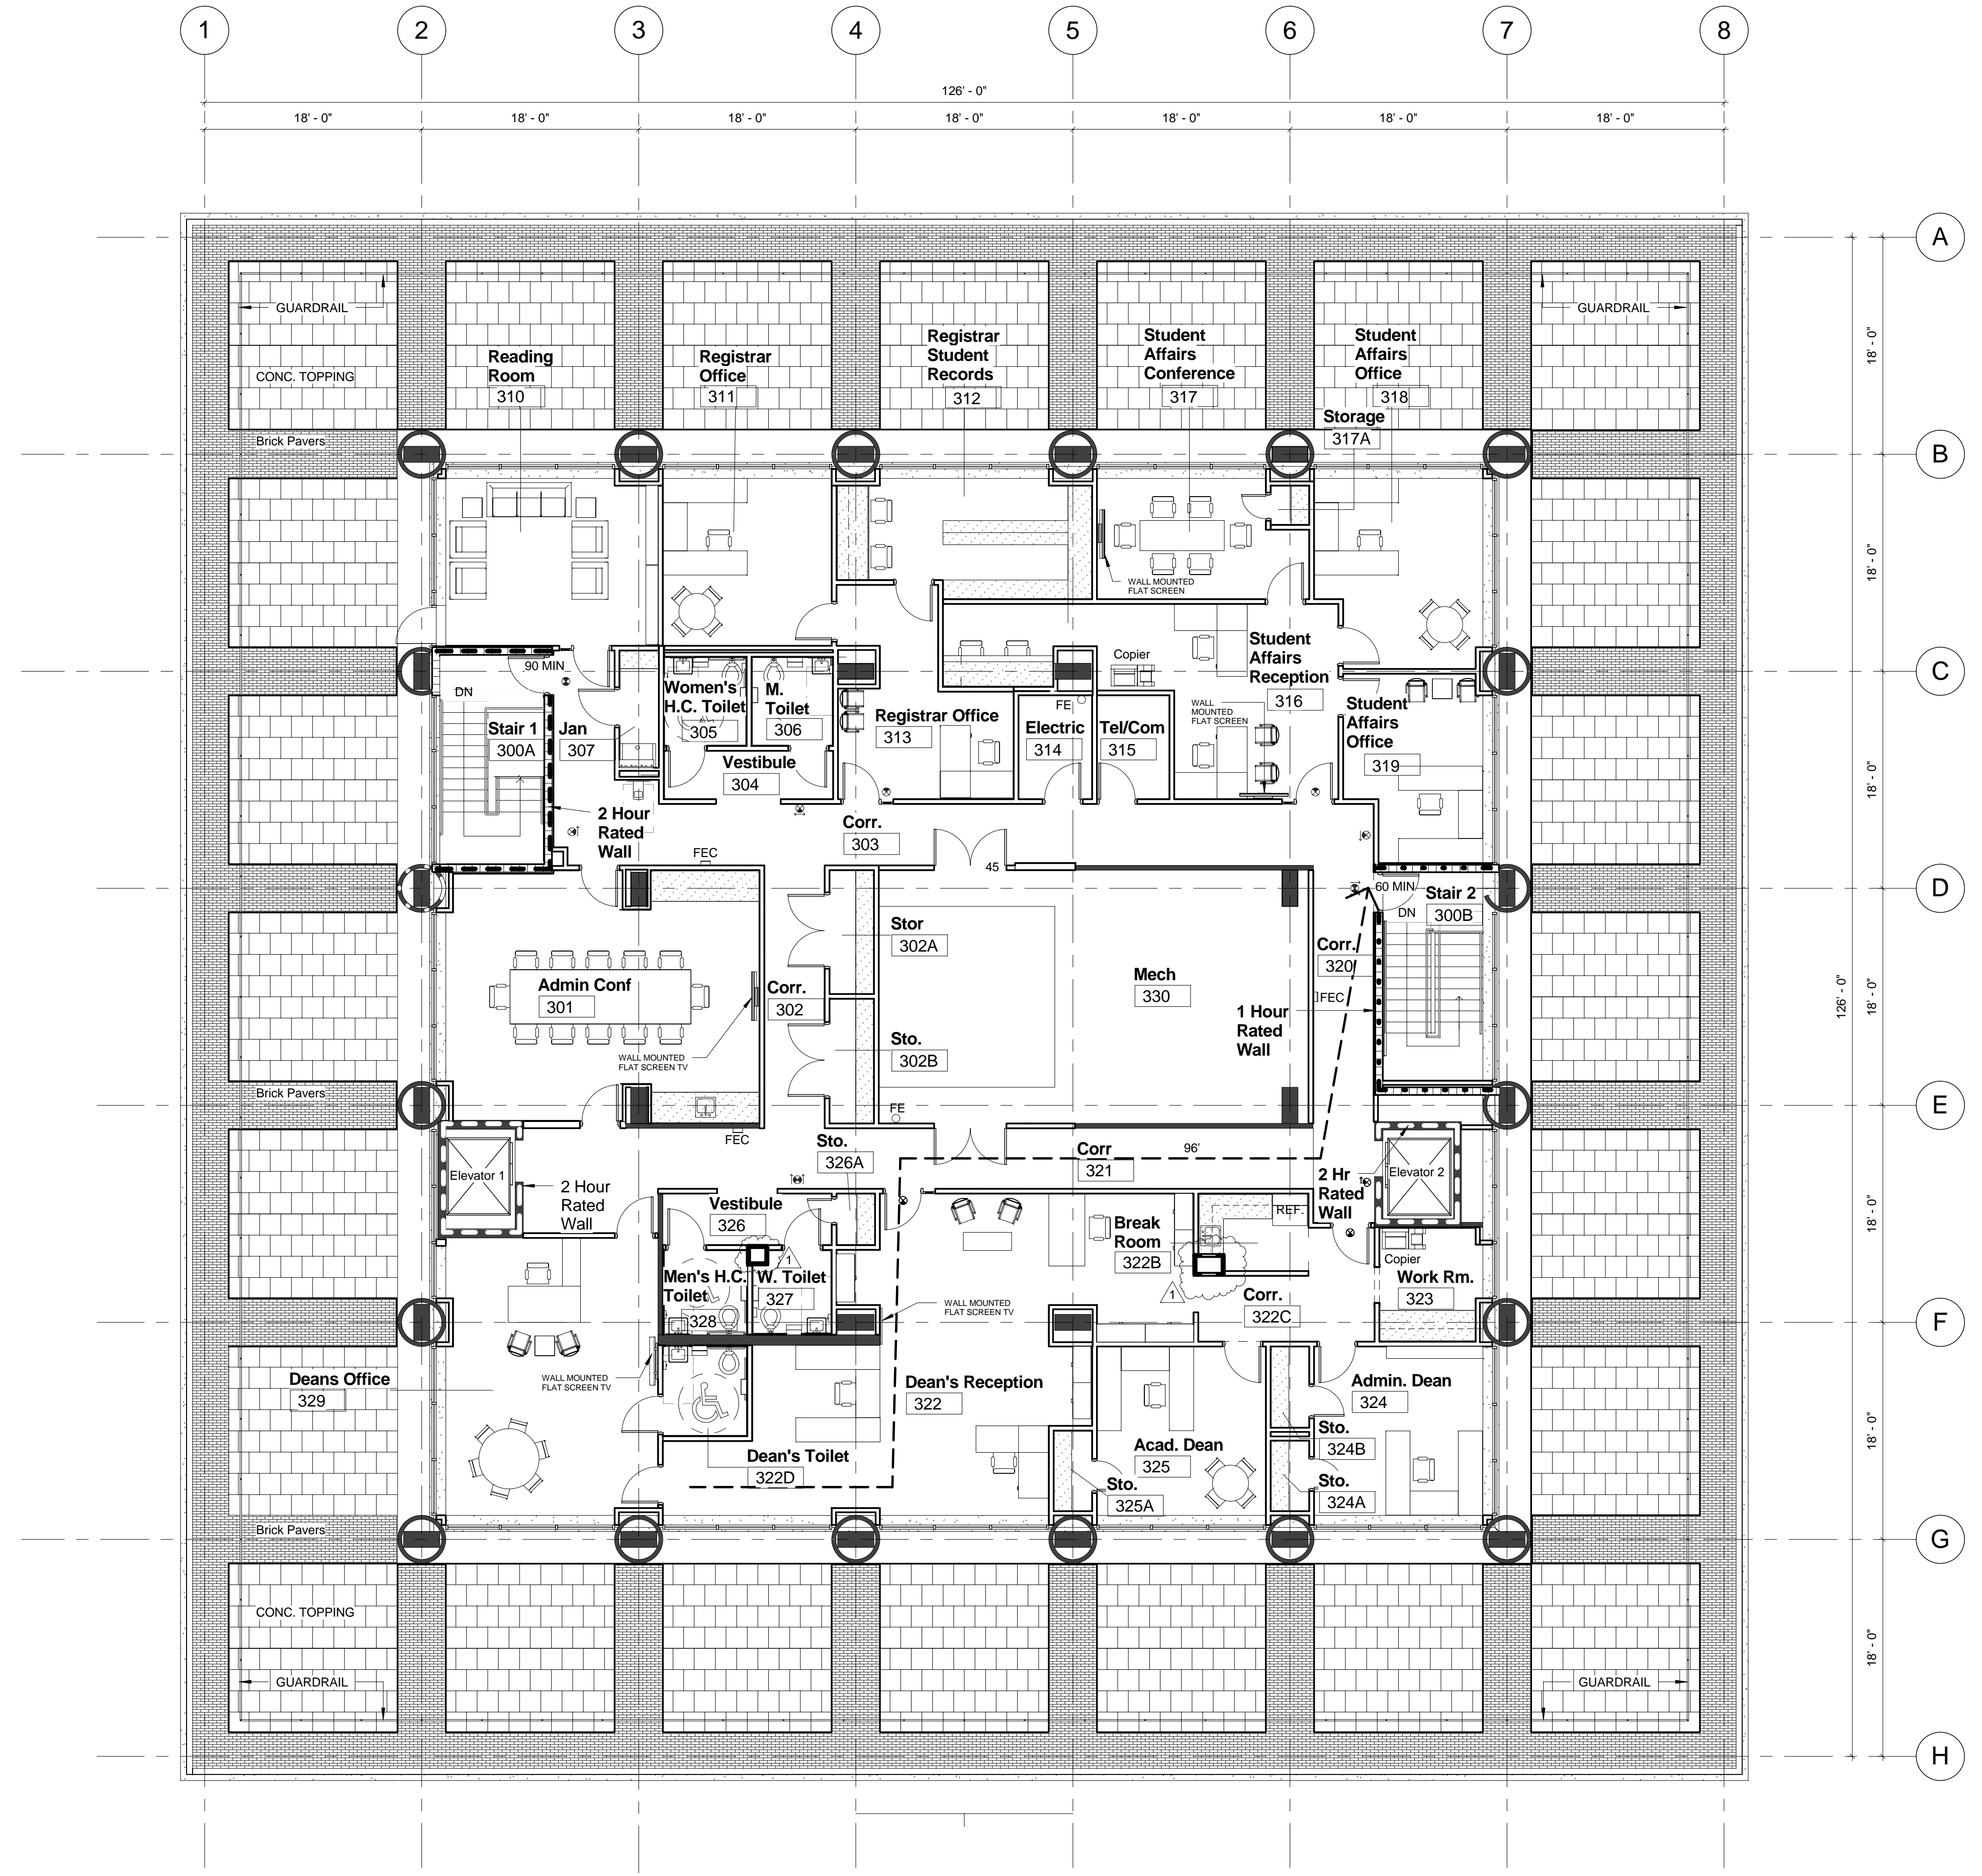 1 2 3 4 5 6 7 8
126' - 0"
18' - 0" 18' - 0" 18' - 0" 18' - 0" 18' - 0" 18' - 0" 18' - 0"
A
GUARDRAIL
GUARDRAIL
CONC. TOPPING
Reading
Room
310
Registrar
Office
311
Registrar
Student
Records
312
Student
Affairs
Conference
317
Student
Affairs
Office
318
Storage
317A
18' - 0"
Brick Pavers
B
WALL MOUNTED
FLAT SCREEN
18' - 0"
90 MIN
DN
Stair 1
300A
Jan
307
Women's
H.C. Toilet
305
M.
Toilet
306
Vestibule
304
Registrar Office
313
Copier
FE
Electric
314
Tel/Com
315
Student
Affairs
Reception
316
WALL
MOUNTED
FLAT SCREEN
Student
Affairs
Office
319
C
18' - 0"
2 Hour
Rated
Wall
FEC
Corr.
303
45
60 MIN
DN
Stair 2
300B
D
Admin Conf
301
WALL MOUNTED
FLAT SCREEN TV
Corr.
302
Stor
302A
Sto.
302B
Mech
330
Corr.
320
FEC
1 Hour
Rated
Wall
126' - 0"
18' - 0"
Brick Pavers
FE
FEC
E
Elevator 1
2 Hour
Rated
Wall
Sto.
326A
Vestibule
326
Corr
321
96'
2 Hr
Rated
Wall
Elevator 2
18' - 0"
Men's H.C.
Toilet
328
W. Toilet
327
1
Break
Room
322B
REF.
1
Corr.
322C
Copier
Work Rm.
323
WALL MOUNTED
FLAT SCREEN TV
F
Deans Office
329
WALL MOUNTED
FLAT SCREEN TV
Dean's Reception
322
Dean's Toilet
322D
Acad. Dean
325
Sto.
325A
Admin. Dean
324
Sto.
324B
Sto.
324A
18' - 0"
Brick Pavers
G
CONC. TOPPING
18' - 0"
GUARDRAIL
GUARDRAIL
H